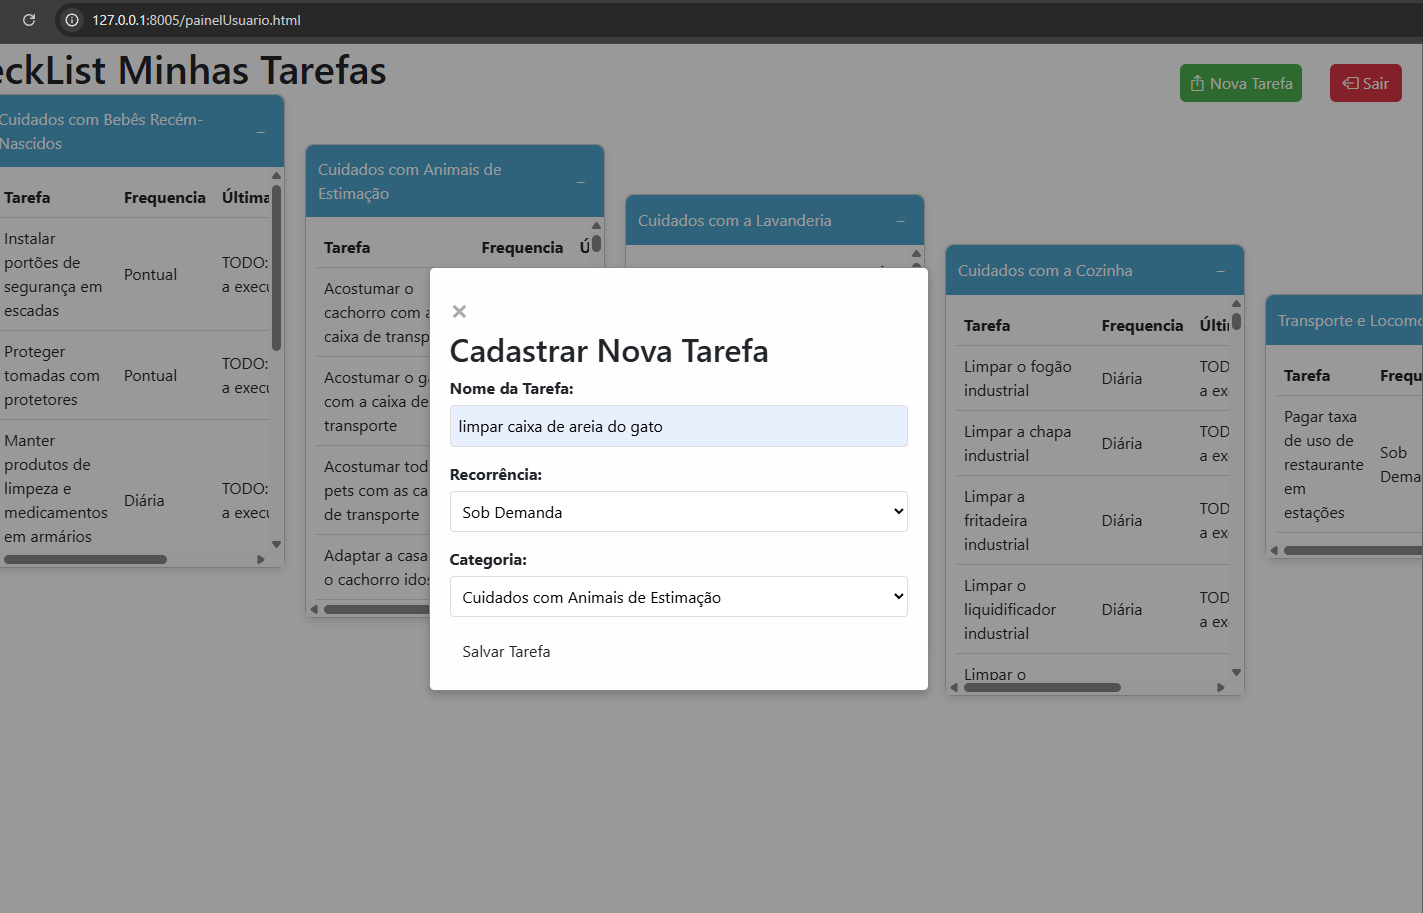 127.0.0.1:8005/painelUsuario.html
eckList Minhas Tarefas
Nova Tarefa
Sair
Cuidados com Bebês Recém-
Nascidos
–
Tarefa Frequencia Última
Instalar
portões de
segurança em
escadas
Pontual
TODO:
a execu
Proteger
tomadas com
protetores
Pontual
TODO:
a execu
Manter
produtos de
limpeza e
medicamentos
em armários
Diária
TODO:
a execu
Cuidados com Animais de
Estimação
–
Tarefa Frequencia Ú
Acostumar o
cachorro com a
caixa de transp
Acostumar o ga
com a caixa de
transporte
Acostumar tod
pets com as ca
de transporte
Adaptar a casa
o cachorro idos
Cuidados com a Lavanderia
–
×
Cadastrar Nova Tarefa
Nome da Tarefa:
limpar caixa de areia do gato
Recorrência:
Sob Demanda
Categoria:
Cuidados com Animais de Estimação
Salvar Tarefa
Cuidados com a Cozinha
–
Tarefa Frequencia Últi
Limpar o fogão
industrial
Diária
TOD
a ex
Limpar a chapa
industrial
Diária
TOD
a ex
Limpar a
fritadeira
industrial
Diária
TOD
a ex
Limpar o
liquidificador
industrial
Diária
TOD
a ex
Limpar o
Transporte e Locomo
Tarefa Frequ
Pagar taxa
de uso de
restaurante
em
estações
Sob
Dema